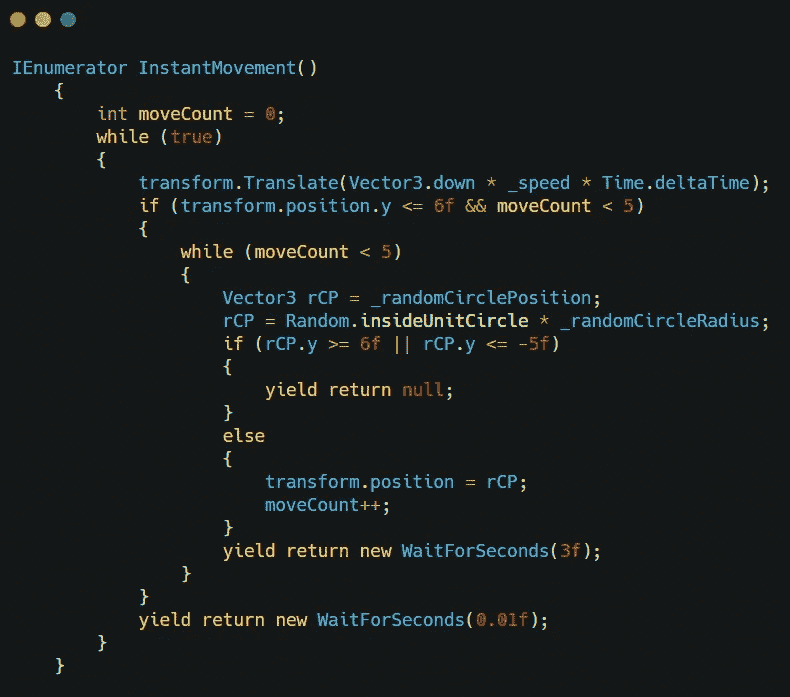 IEnumerator InstantMovement()
    {
        int moveCount = 0;
        while (true)
        {
            transform.Translate(Vector3.down * _speed * Time.deltaTime);
            if (transform.position.y <= 6f && moveCount < 5)
            {
                while (moveCount < 5)
                {
                    Vector3 rCP = _randomCirclePosition;
                    rCP = Random.insideUnitCircle * _randomCircleRadius;
                    if (rCP.y >= 6f || rCP.y <= -5f)
                    {
                        yield return null;
                    }
                    else
                    {
                        transform.position = rCP;
                        moveCount++;
                    }
                    yield return new WaitForSeconds(3f);
                }
            }
            yield return new WaitForSeconds(0.01f);
        }
    }